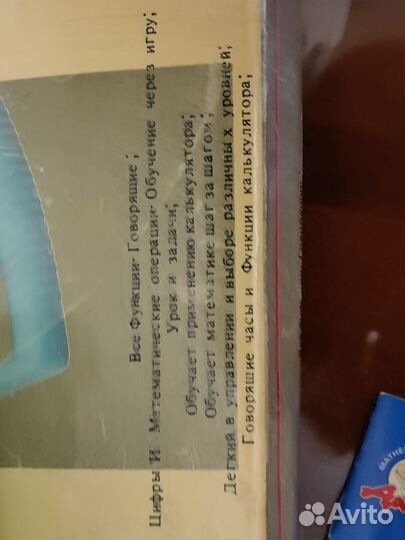 Все Функции- Говорящие;
Цифры И. Математические операции- Обучение через игру;
Урок и задачи;
Обучает применению калькулятора;
Обучает математике шаг за шагом;
Легкий в управлении и выборе различных уровней;
Говорящие часы и Функции калькулятора;
Avito